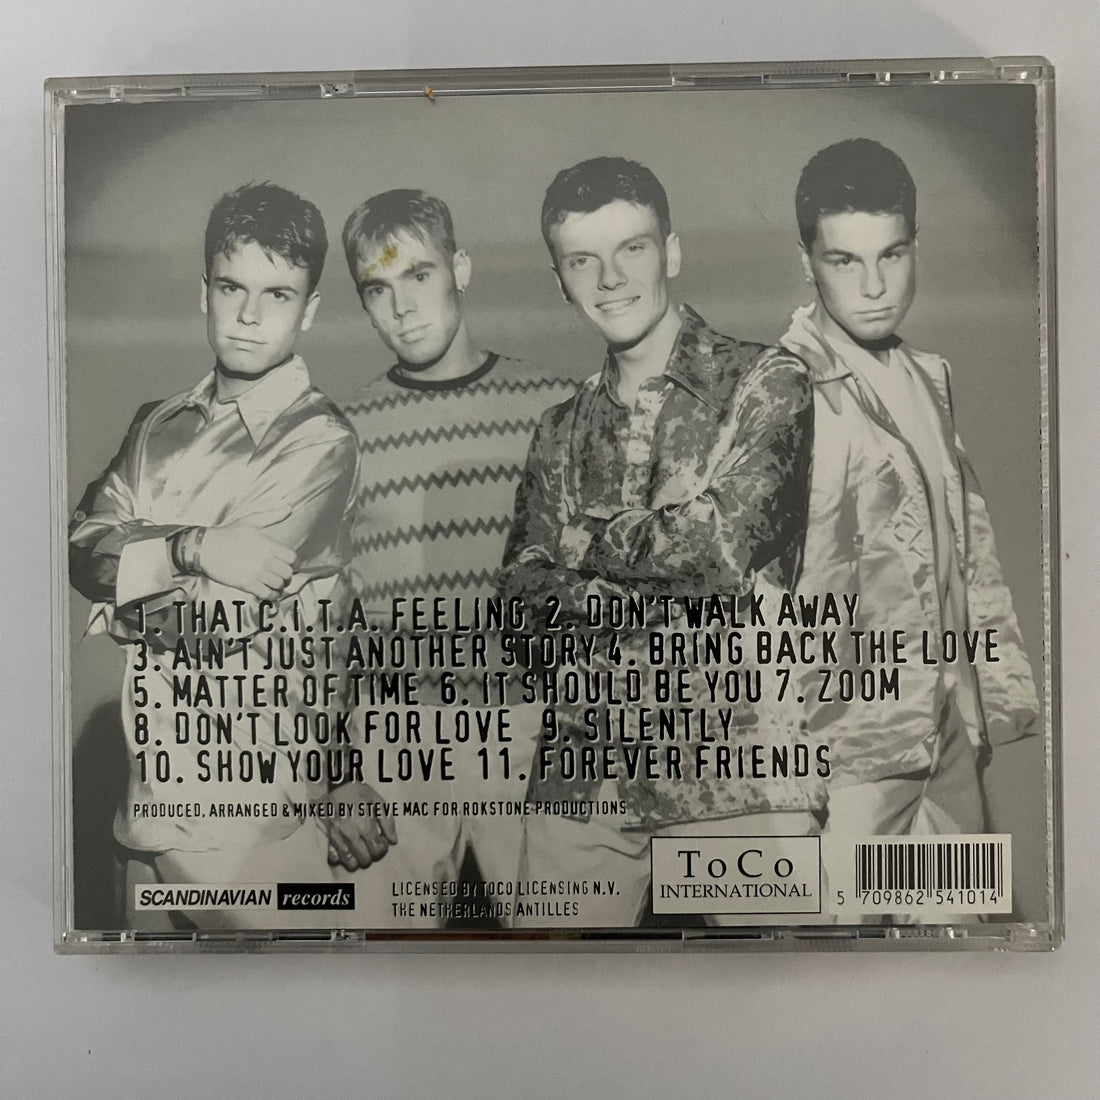 1. THAT C.I.T.A. FEELING 2. DON'T WALK AWAY
3. AIN'T JUST ANOTHER STORY 4. BRING BACK THE LOVE
5. MATTER OF TIME 6. IT SHOULD BE YOU 7. ZOOM
8. DON'T LOOK FOR LOVE 9. SILENTLY
10. SHOW YOUR LOVE 11. FOREVER FRIENDS
PRODUCED, ARRANGED & MIXED BY STEVE MAC FOR ROKSTONE PRODUCTIONS
SCANDINAVIAN records
LICENSED BY TOCO LICENSING N.V.
THE NETHERLANDS ANTILLES
ToCo
INTERNATIONAL
5 709862 541014